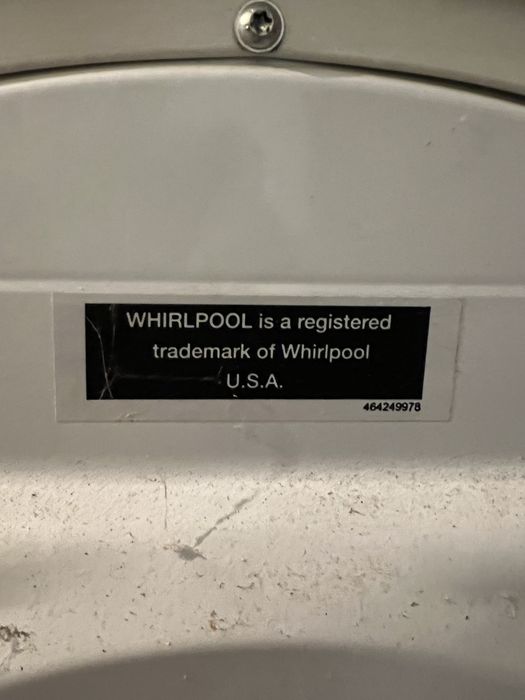 WHIRLPOOL is a registered
trademark of Whirlpool
U.S.A.
464249978